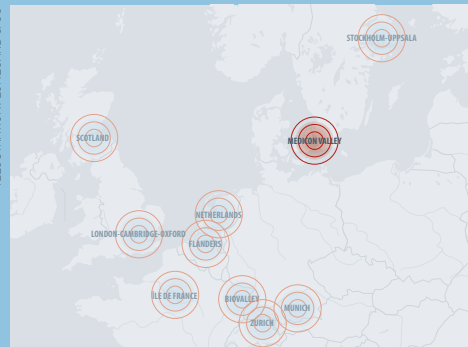 STOCKHOLM-UPPSALA
SCOTLAND
MEDICON VALLEY
NETHERLANDS
LONDON-CAMBRIDGE-OXFORD
FLANDERS
ÎLE DE FRANCE
BIOVALLEY
MUNICH
ZURICH